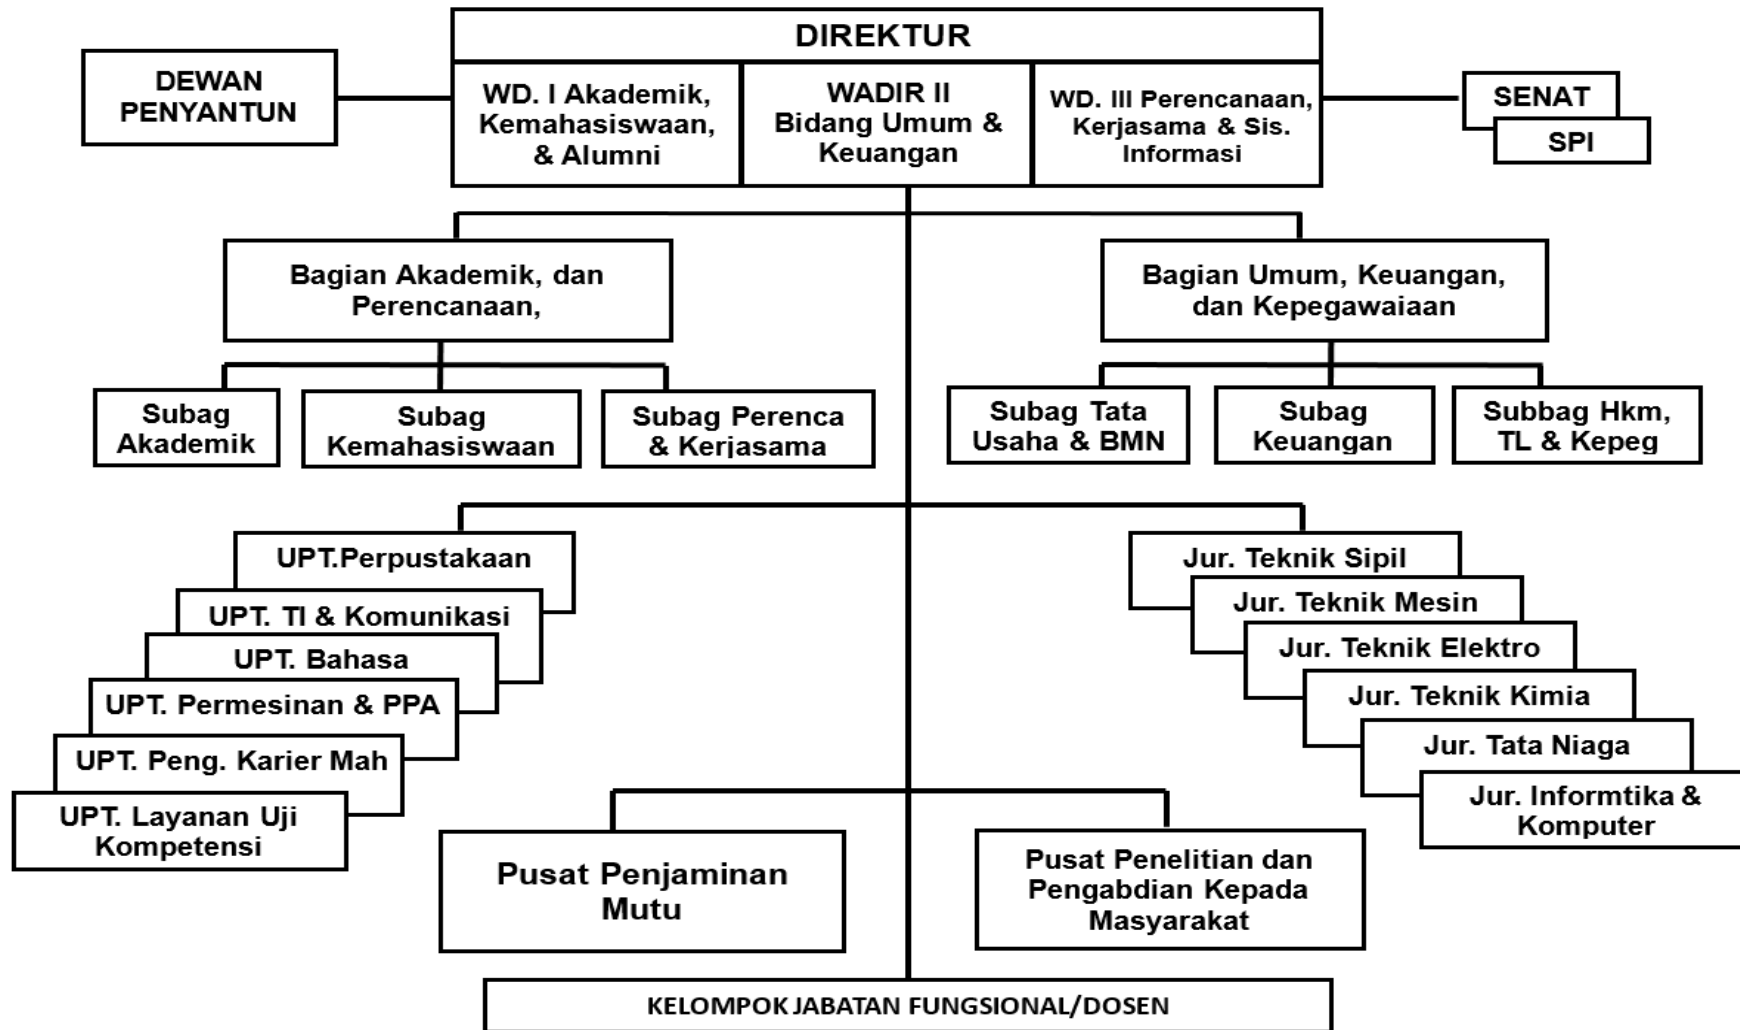 DIREKTUR
DEWAN
PENYANTUN
WD. I Akademik,
Kemahasiswaan,
& Alumni
WADIR II
Bidang Umum &
Keuangan
WD. III Perencanaan,
Kerjasama & Sis.
Informasi
SENAT
SPI
Bagian Akademik, dan
Perencanaan,
Bagian Umum, Keuangan,
dan Kepegawaiaan
Subag
Akademik
Subag
Kemahasiswaan
Subag Perenca
& Kerjasama
Subag Tata
Usaha & BMN
Subag
Keuangan
Subbag Hkm,
TL & Kepeg
UPT.Perpustakaan
UPT. TI & Komunikasi
UPT. Bahasa
UPT. Permesinan & PPA
UPT. Peng. Karier Mah
UPT. Layanan Uji
Kompetensi
Jur. Teknik Sipil
Jur. Teknik Mesin
Jur. Teknik Elektro
Jur. Teknik Kimia
Jur. Tata Niaga
Jur. Informtika &
Komputer
Pusat Penjaminan
Mutu
Pusat Penelitian dan
Pengabdian Kepada
Masyarakat
KELOMPOK JABATAN FUNGSIONAL/DOSEN